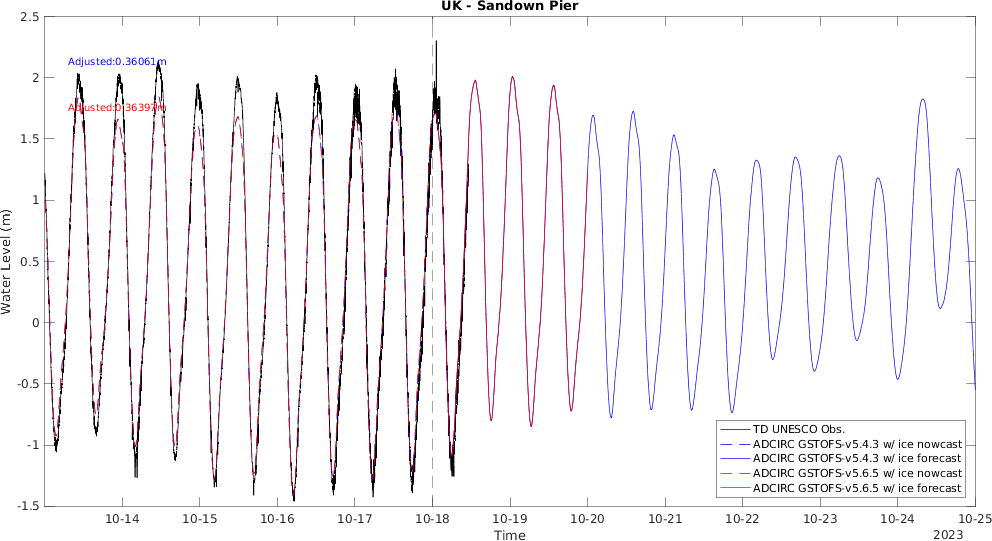 UK - Sandown Pier
2.5
2
1.5
1
0.5
0
-0.5
-1
-1.5
Water Level (m)
Adjusted:0.36061m
Adjusted:0.36397m
TD UNESCO Obs.
ADCIRC GSTOFS-v5.4.3 w/ ice nowcast
ADCIRC GSTOFS-v5.4.3 w/ ice forecast
ADCIRC GSTOFS-v5.6.5 w/ ice nowcast
ADCIRC GSTOFS-v5.6.5 w/ ice forecast
10-14 10-15 10-16 10-17 10-18 10-19 10-20 10-21 10-22 10-23 10-24 10-25
Time
2023